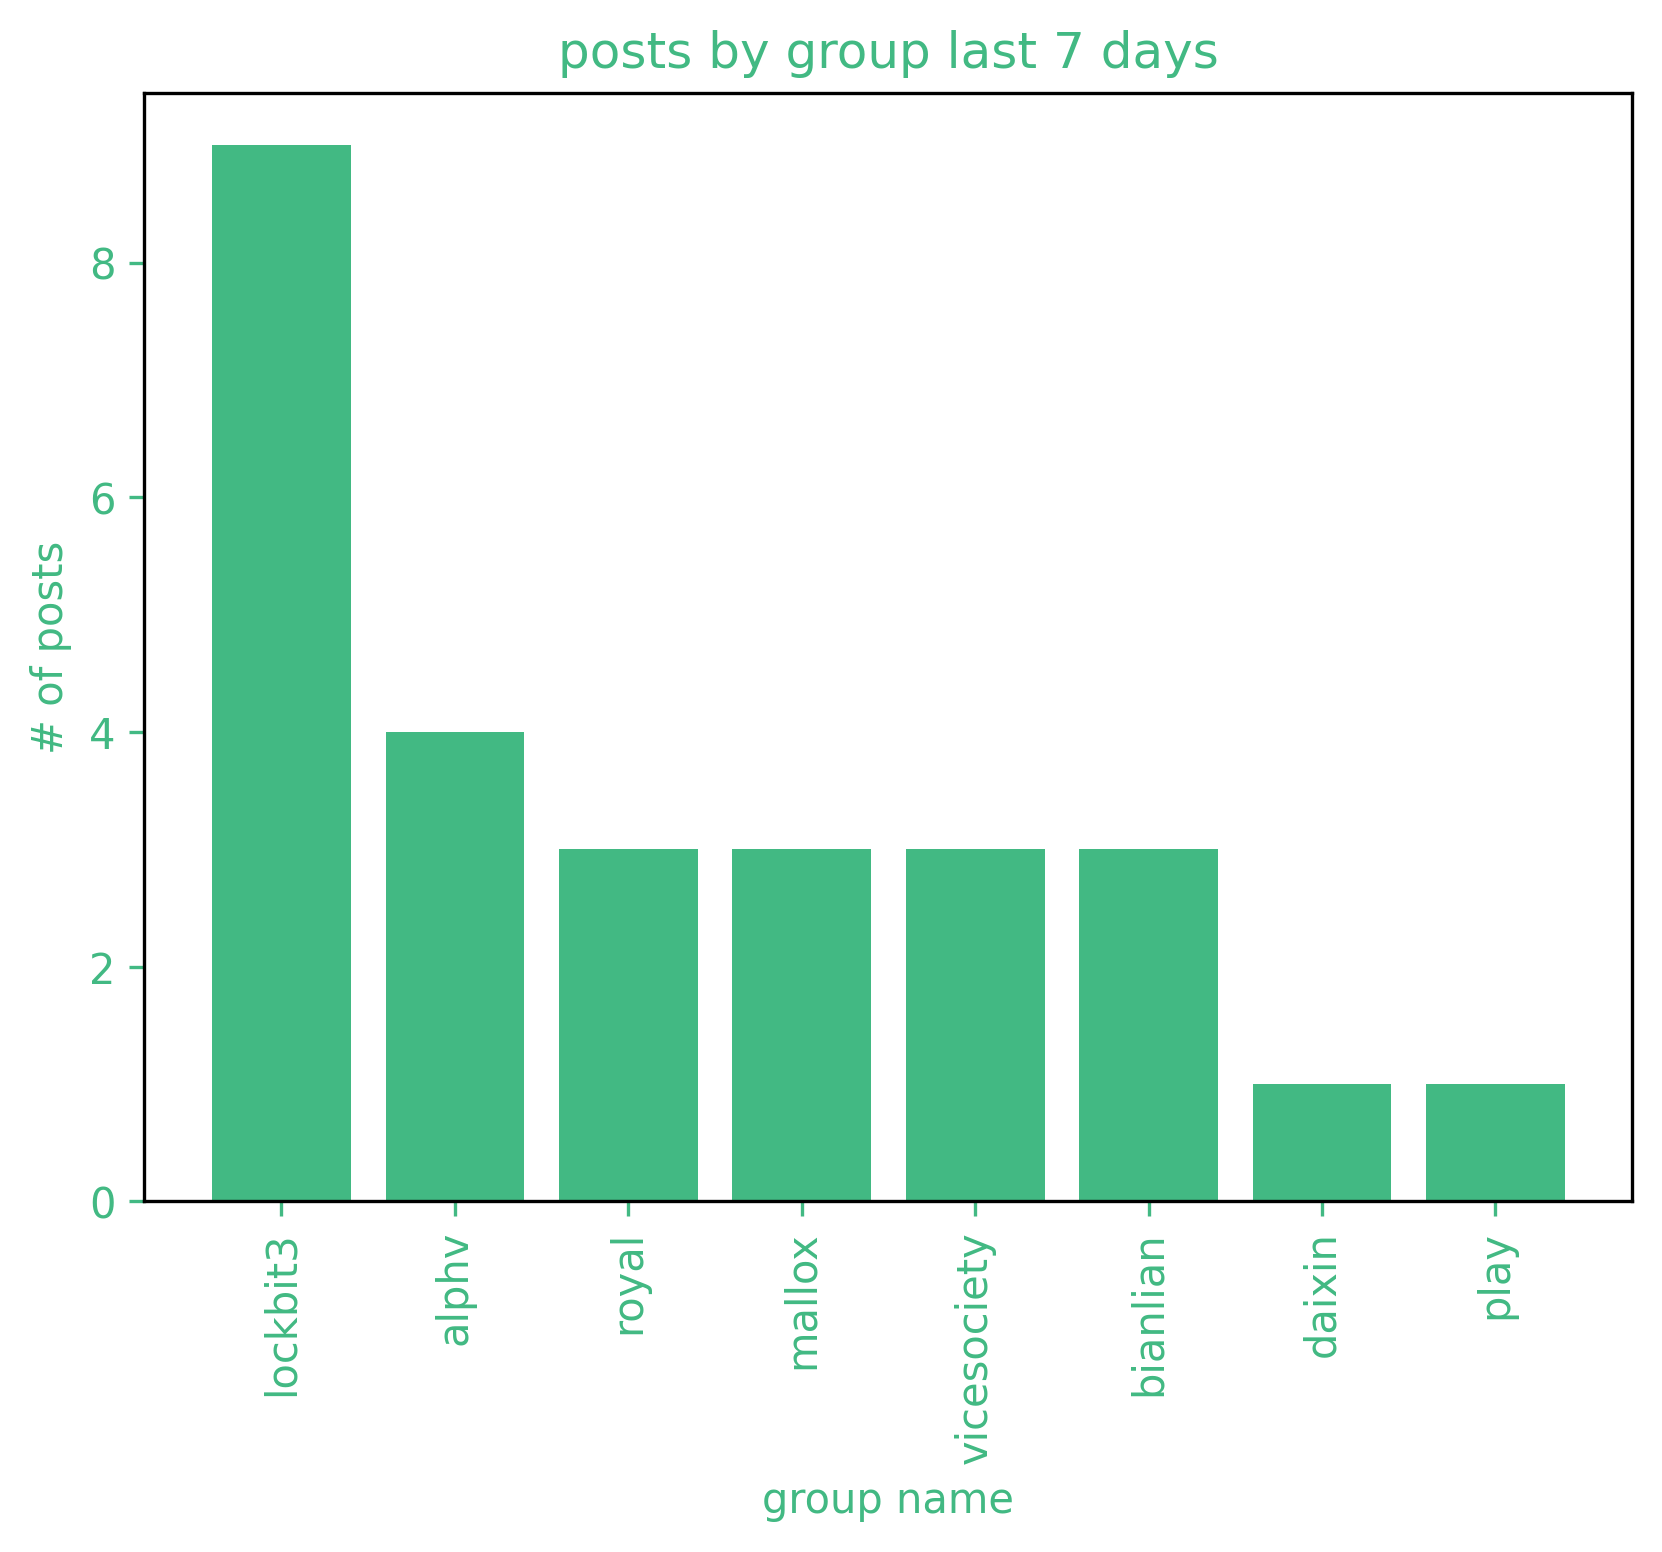 posts by group last 7 days
# of posts
8
6
4
2
0
lockbit3
alphv
royal
mallox
vicesociety
bianlian
daixin
play
group name